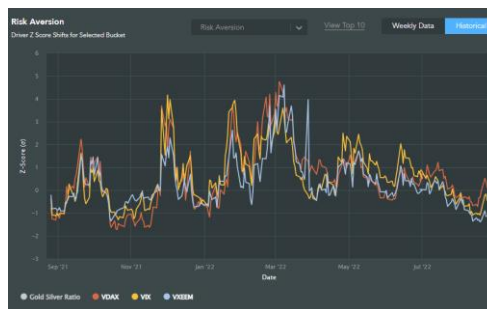 Risk Aversion
Driver Z Score Shifts for Selected Bucket
Risk Aversion
View Top 10
Weekly Data
Historical
6
5
4
3
2
1
0
-1
-2
-3
Z-Score (σ)
Sep '21
Nov '21
Jan '22
Mar '22
May '22
Jul '22
Date
Gold Silver Ratio
VDAX
VIX
VXEEM